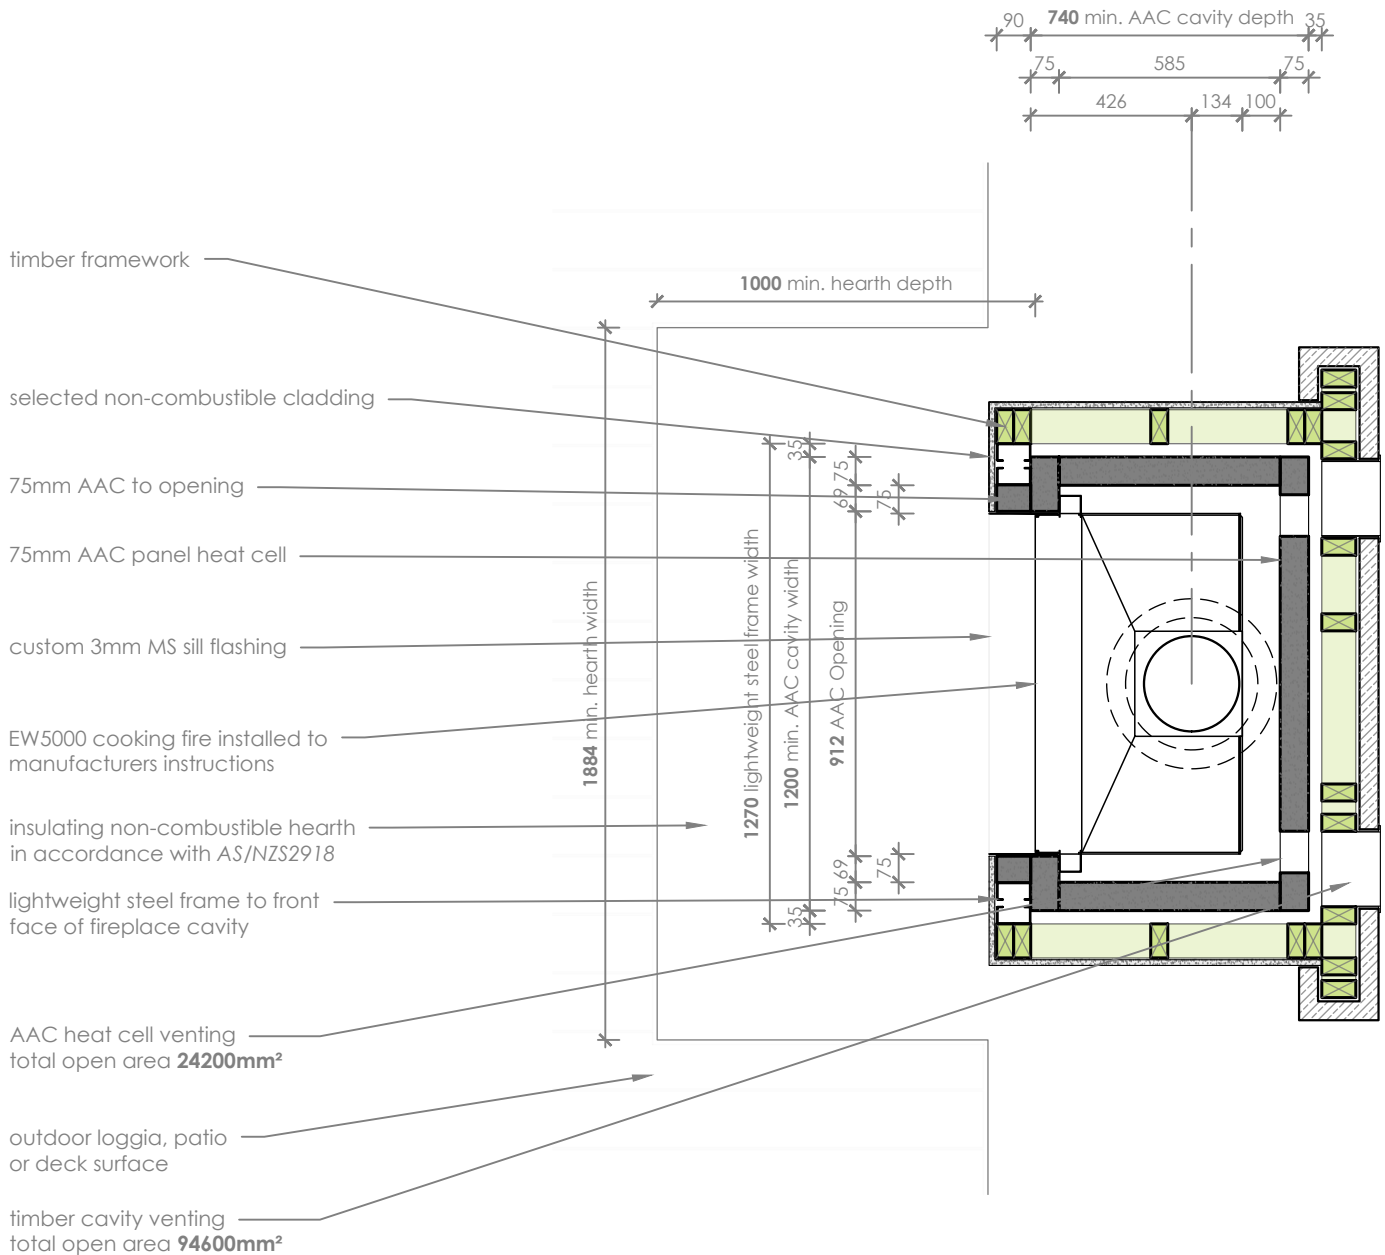 90 740 min. AAC cavity depth 35
75 585 75
426 134 100
timber framework
1000 min. hearth depth
selected non-combustible cladding
75mm AAC to opening
75mm AAC panel heat cell
custom 3mm MS sill flashing
EW5000 cooking fire installed to
manufacturers instructions
insulating non-combustible hearth
in accordance with AS/NZS2918
lightweight steel frame to front
face of fireplace cavity
AAC heat cell venting
total open area 24200mm²
outdoor loggia, patio
or deck surface
timber cavity venting
total open area 94600mm²
1884 min. hearth width
1270 lightweight steel frame width
35 1200 min. AAC cavity width 35
75 69 912 AAC Opening 69 75
75
75